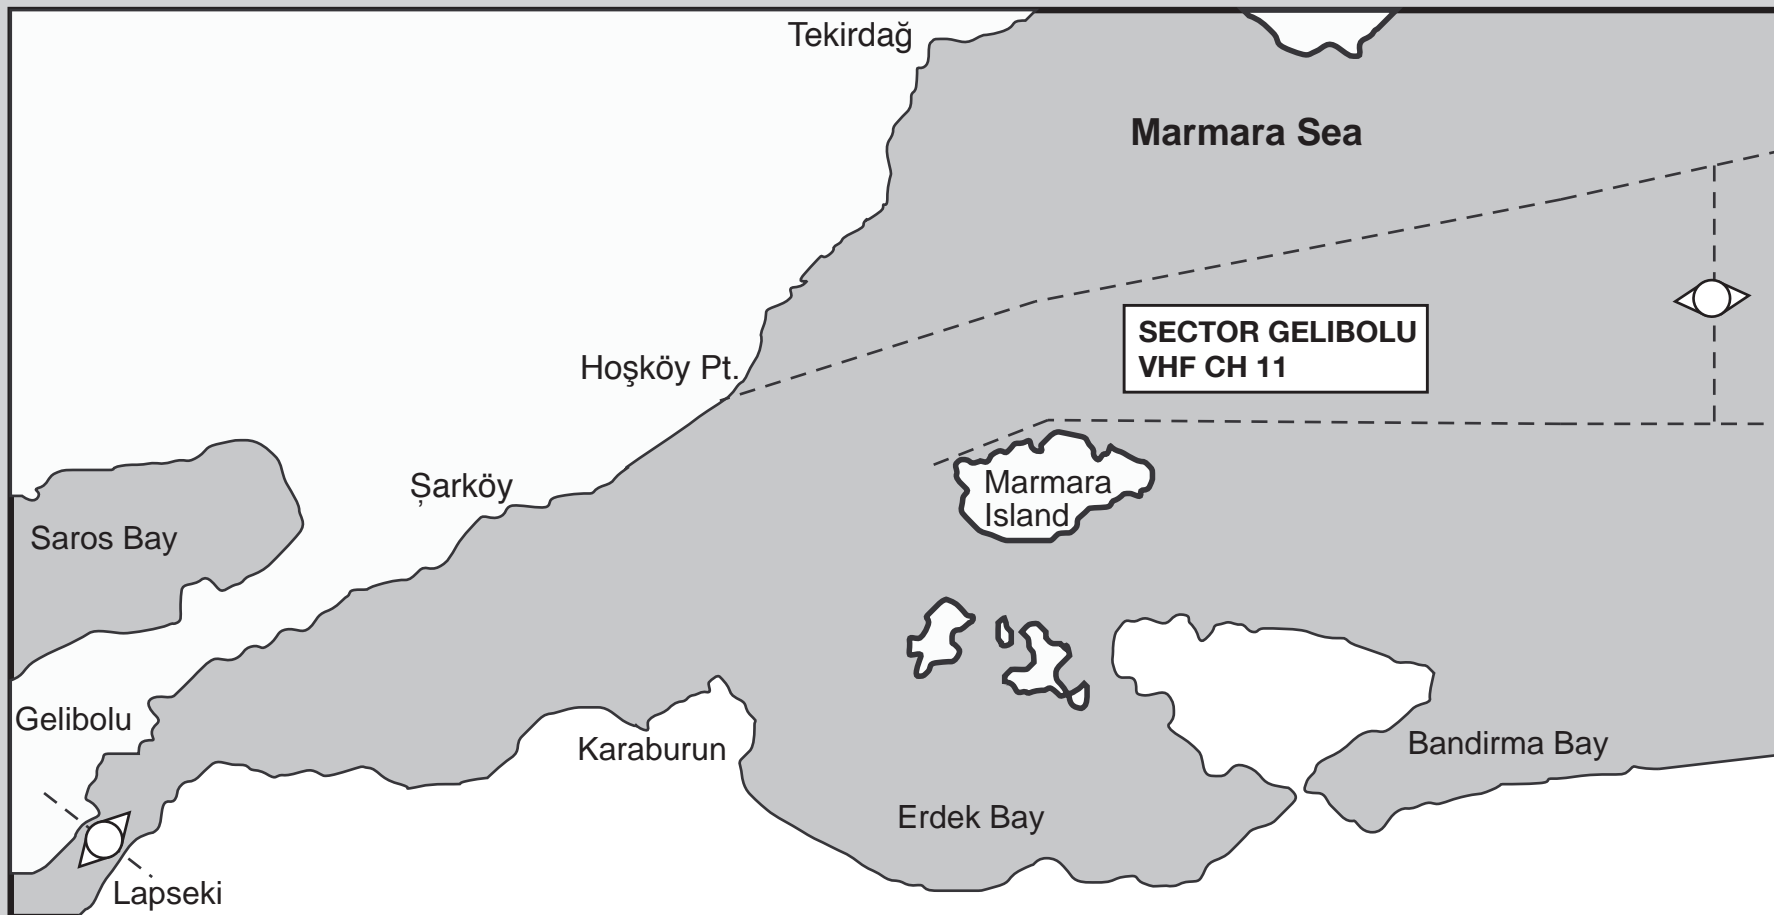 Tekirdağ
Marmara Sea
SECTOR GELIBOLU
VHF CH 11
Hoşköy Pt.
Şarköy
Marmara
Island
Saros Bay
Gelibolu
Karaburun
Bandirma Bay
Erdek Bay
Lapseki